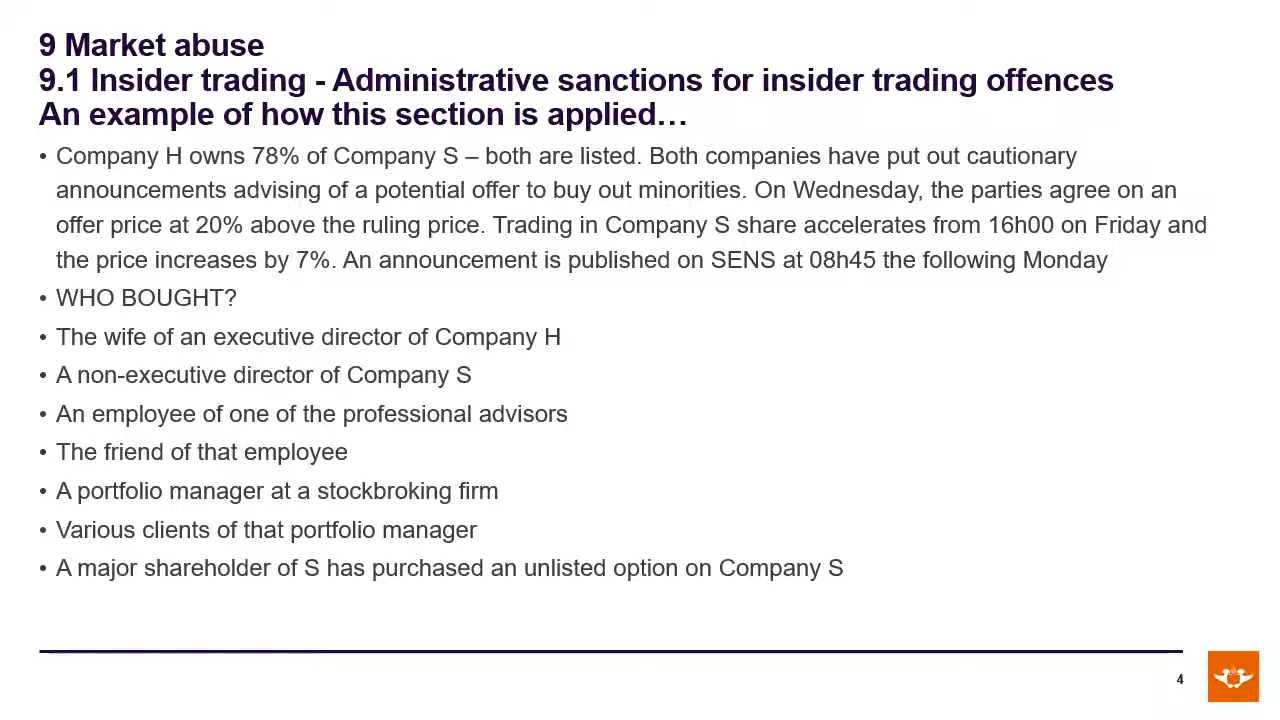 9 Market abuse
9.1 Insider trading - Administrative sanctions for insider trading offences
An example of how this section is applied…
• Company H owns 78% of Company S – both are listed. Both companies have put out cautionary
announcements advising of a potential offer to buy out minorities. On Wednesday, the parties agree on an
offer price at 20% above the ruling price. Trading in Company S share accelerates from 16h00 on Friday and
the price increases by 7%. An announcement is published on SENS at 08h45 the following Monday
• WHO BOUGHT?
• The wife of an executive director of Company H
• A non-executive director of Company S
• An employee of one of the professional advisors
• The friend of that employee
• A portfolio manager at a stockbroking firm
• Various clients of that portfolio manager
• A major shareholder of S has purchased an unlisted option on Company S
4